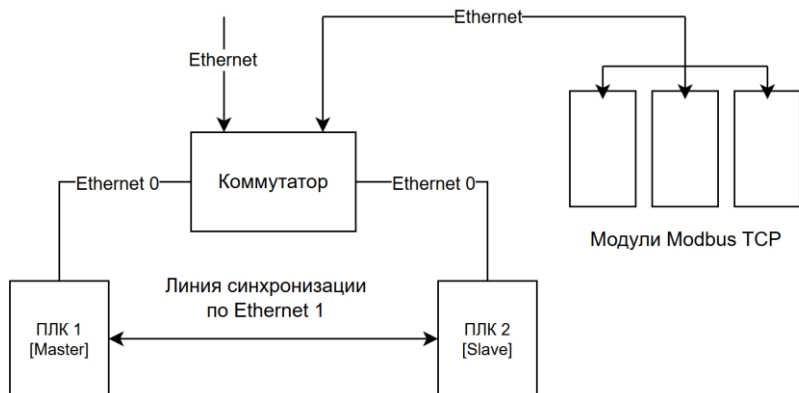 Ethernet
Ethernet
Коммутатор
Ethernet 0
Ethernet 0
Модули Modbus TCP
Линия синхронизации
по Ethernet 1
ПЛК 1
[Master]
ПЛК 2
[Slave]